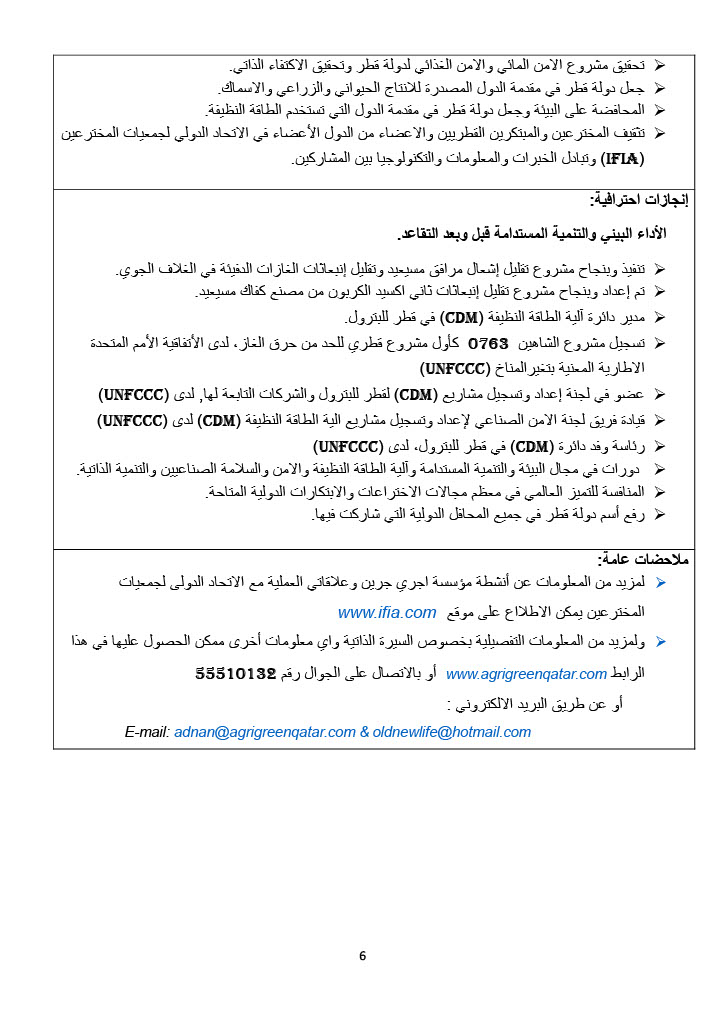 ➢ تحقيق مشروع الامن المائي والامن الغذائي لدولة قطر وتحقيق الاكتفاء الذاتي.
➢ جعل دولة قطر في مقدمة الدول المصدرة للانتاج الحيواني والزراعي والاسماك.
➢ المحافضة على البيئة وجعل دولة قطر في مقدمة الدول التي تستخدم الطاقة النظيفة.
➢ تثقيف المخترعين والمبتكرين القطريين والاعضاء من الدول الأعضاء في الاتحاد الدولي لجمعيات المخترعين
(IFIA) وتبادل الخبرات والمعلومات والتكنولوجيا بين المشاركين.
إنجازات احترافية:
الأداء البيئي والتنمية المستدامة قبل وبعد التقاعد.
➢ تنفيذ وبنجاح مشروع تقليل إشعال مرافق مسيعيد وتقليل إنبعاثات الغازات الدفيئة في الغلاف الجوي.
➢ تم إعداد وبنجاح مشروع تقليل إنبعاثات ثاني اكسيد الكربون من مصنع كفاك مسيعيد.
➢ مدير دائرة آلية الطاقة النظيفة (CDM) في قطر للبترول.
➢ تسجيل مشروع الشاهين 0763 كأول مشروع قطري للحد من حرق الغاز، لدى الأتفاقية الأمم المتحدة
الاطارية المعنية بتغيرالمناخ (UNFCCC)
➢ عضو في لجنة إعداد وتسجيل مشاريع (CDM) لقطر للبترول والشركات التابعة لها, لدى (UNFCCC)
➢ قيادة فريق لجنة الامن الصناعي لإعداد وتسجيل مشاريع الية الطاقة النظيفة (CDM) لدى (UNFCCC)
➢ رئاسة وفد دائرة (CDM) في قطر للبترول، لدى (UNFCCC)
➢ دورات في مجال البيئة والتنمية المستدامة وآلية الطاقة النظيفة والامن والسلامة الصناعيين والتنمية الذاتية.
➢ المنافسة للتميز العالمي في معظم مجالات الاختراعات والابتكارات الدولية المتاحة.
➢ رفع أسم دولة قطر في جميع المحافل الدولية التي شاركت فيها.
ملاحضات عامة:
➢ لمزيد من المعلومات عن أنشطة مؤسسة اجري جرين وعلاقاتي العملية مع الاتحاد الدولى لجمعيات
المخترعين يمكن الاطلااع على موقع www.ifia.com
➢ ولمزيد من المعلومات التفصيلية بخصوص السيرة الذاتية واي معلومات أخرى ممكن الحصول عليها في هذا
الرابط www.agrigreenqatar.com أو بالاتصال على الجوال رقم 55510132
أو عن طريق البريد الالكتروني :
E-mail: adnan@agrigreenqatar.com & oldnewlife@hotmail.com
6